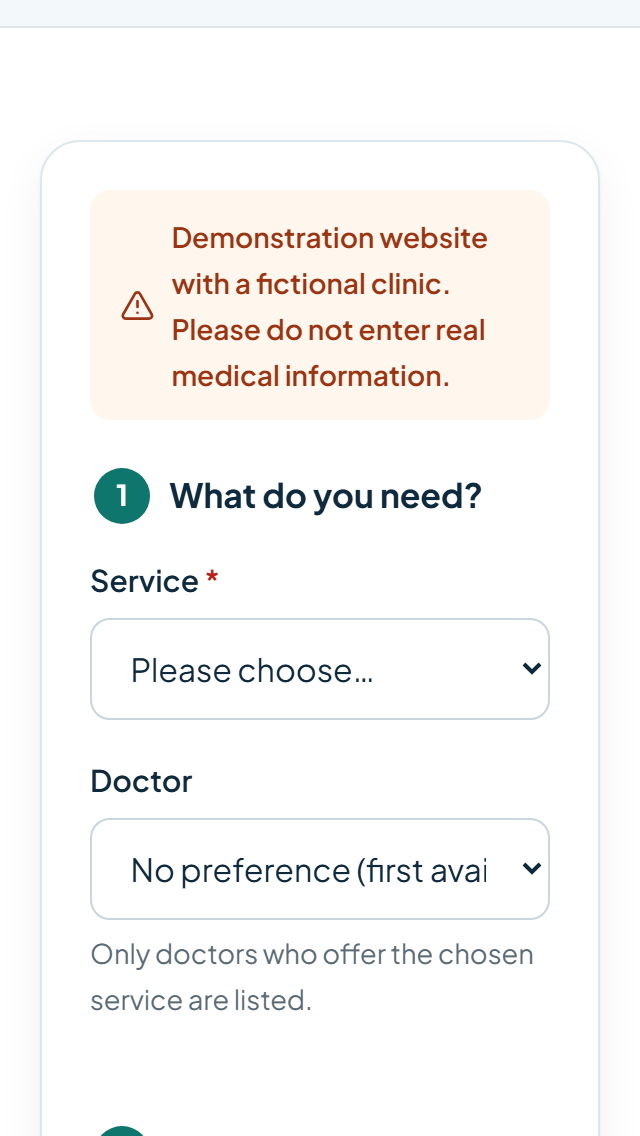 Demonstration website
with a fictional clinic.
Please do not enter real
medical information.
1 What do you need?
Service *
Please choose...
Doctor
No preference (first avai
Only doctors who offer the chosen
service are listed.